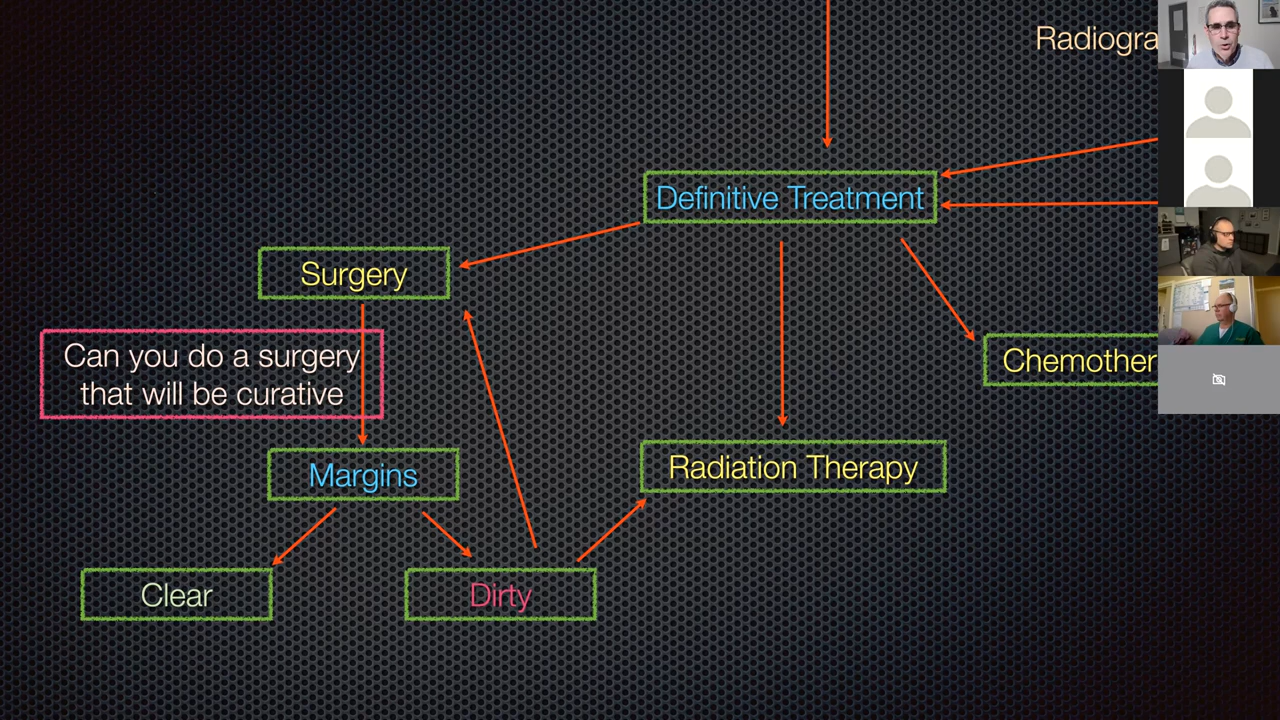 Radiogra
Definitive Treatment
Surgery
Can you do a surgery
that will be curative
Chemother
Margins
Radiation Therapy
Clear
Dirty